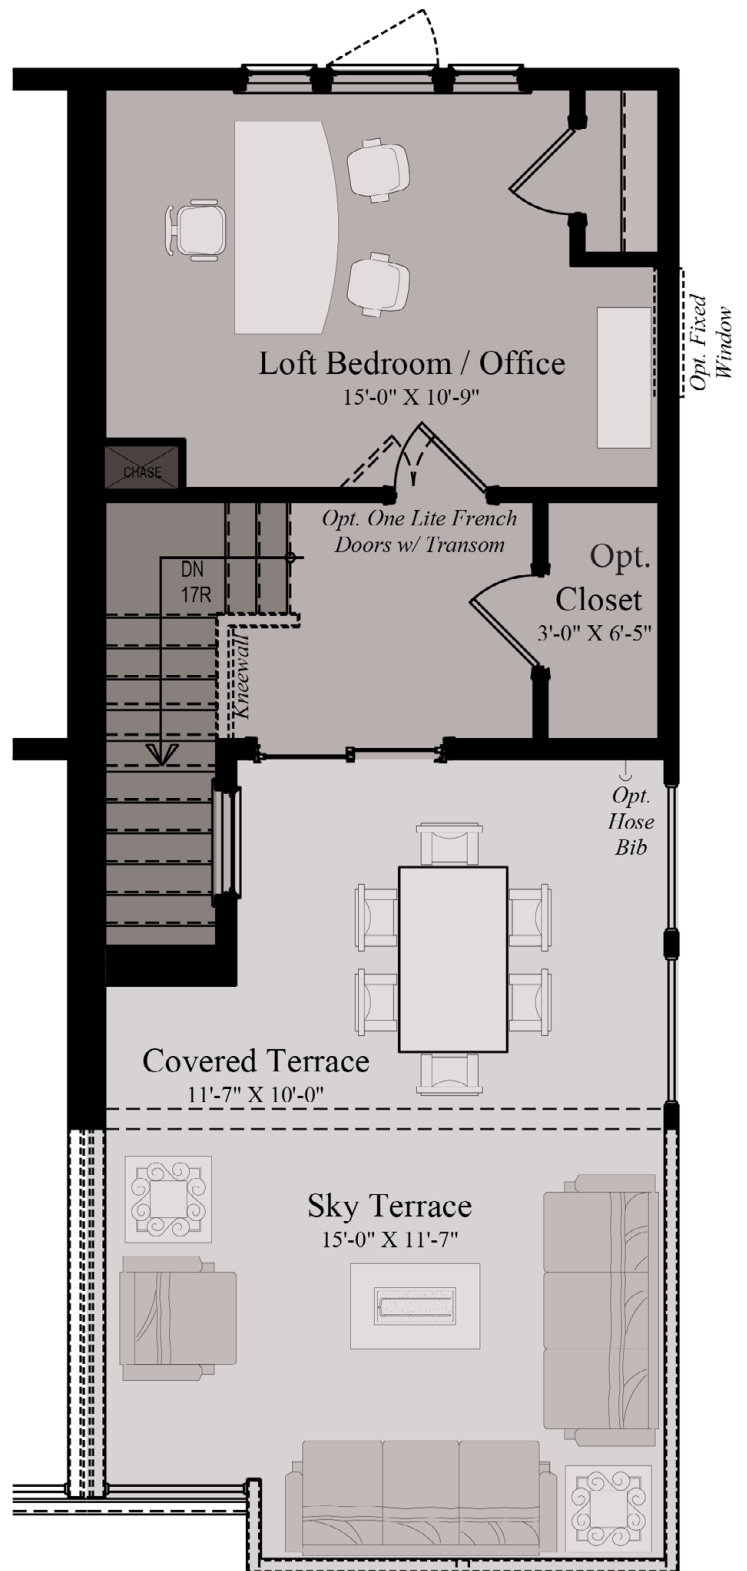 Loft Bedroom / Office
15'-0" X 10'-9"
Opt. Fixed
Window
CHASE
Opt. One Lite French
Doors w/ Transom
DN
17R
Opt.
Closet
3'-0" X 6'-5"
Kneewall
Opt.
Hose
Bib
Covered Terrace
11'-7" X 10'-0"
Sky Terrace
15'-0" X 11'-7"